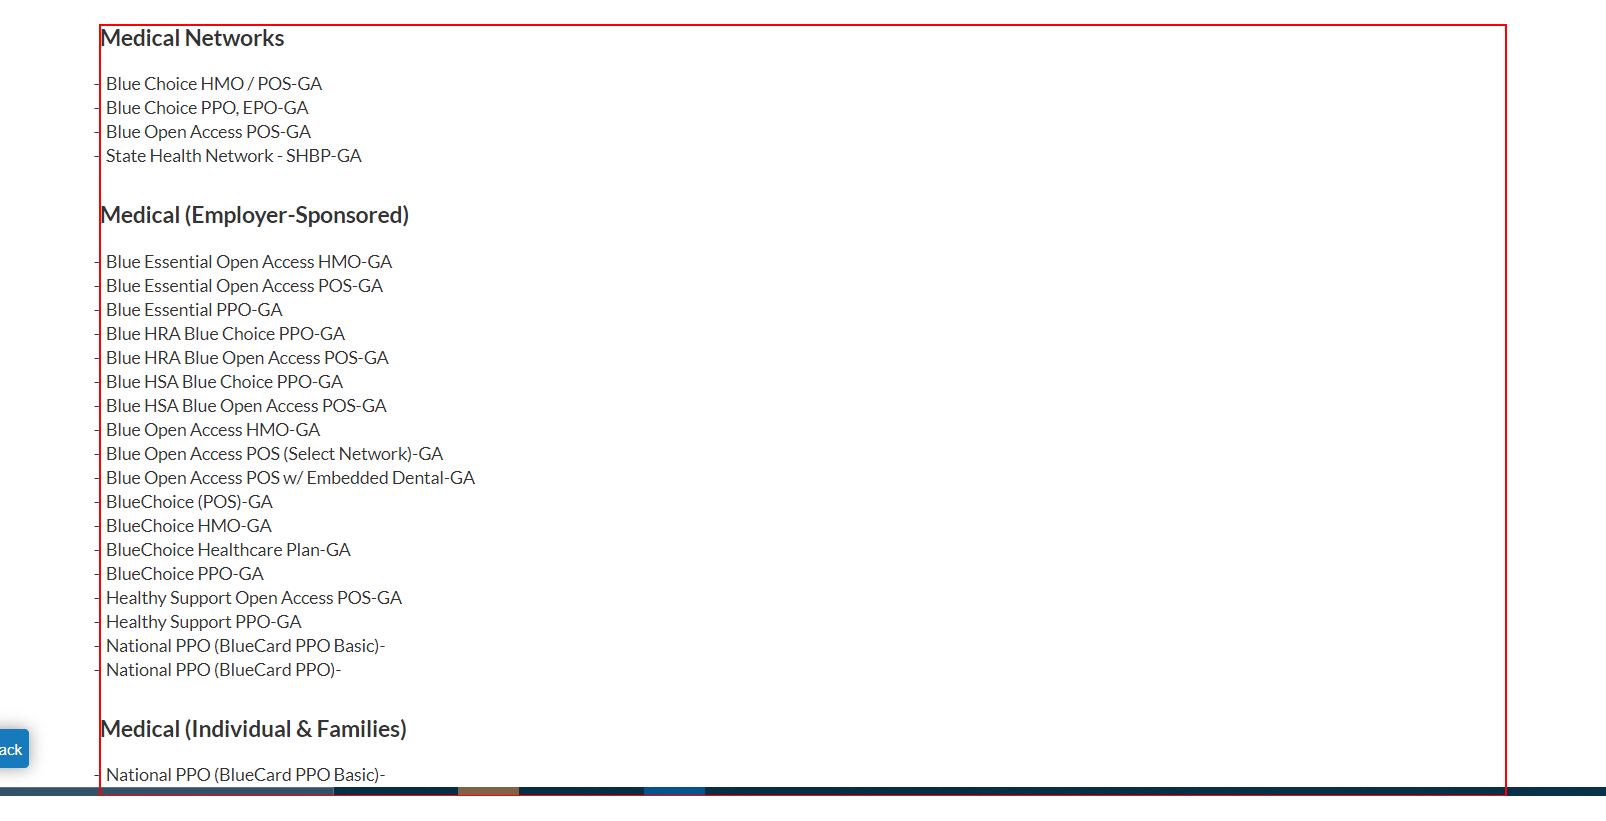 Medical Networks
- Blue Choice HMO / POS-GA
- Blue Choice PPO, EPO-GA
- Blue Open Access POS-GA
- State Health Network - SHBP-GA
Medical (Employer-Sponsored)
- Blue Essential Open Access HMO-GA
- Blue Essential Open Access POS-GA
- Blue Essential PPO-GA
- Blue HRA Blue Choice PPO-GA
- Blue HRA Blue Open Access POS-GA
- Blue HSA Blue Choice PPO-GA
- Blue HSA Blue Open Access POS-GA
- Blue Open Access HMO-GA
- Blue Open Access POS (Select Network)-GA
- Blue Open Access POS w/ Embedded Dental-GA
- BlueChoice (POS)-GA
- BlueChoice HMO-GA
- BlueChoice Healthcare Plan-GA
- BlueChoice PPO-GA
- Healthy Support Open Access POS-GA
- Healthy Support PPO-GA
- National PPO (BlueCard PPO Basic)-
- National PPO (BlueCard PPO)-
Medical (Individual & Families)
ack
- National PPO (BlueCard PPO Basic)-